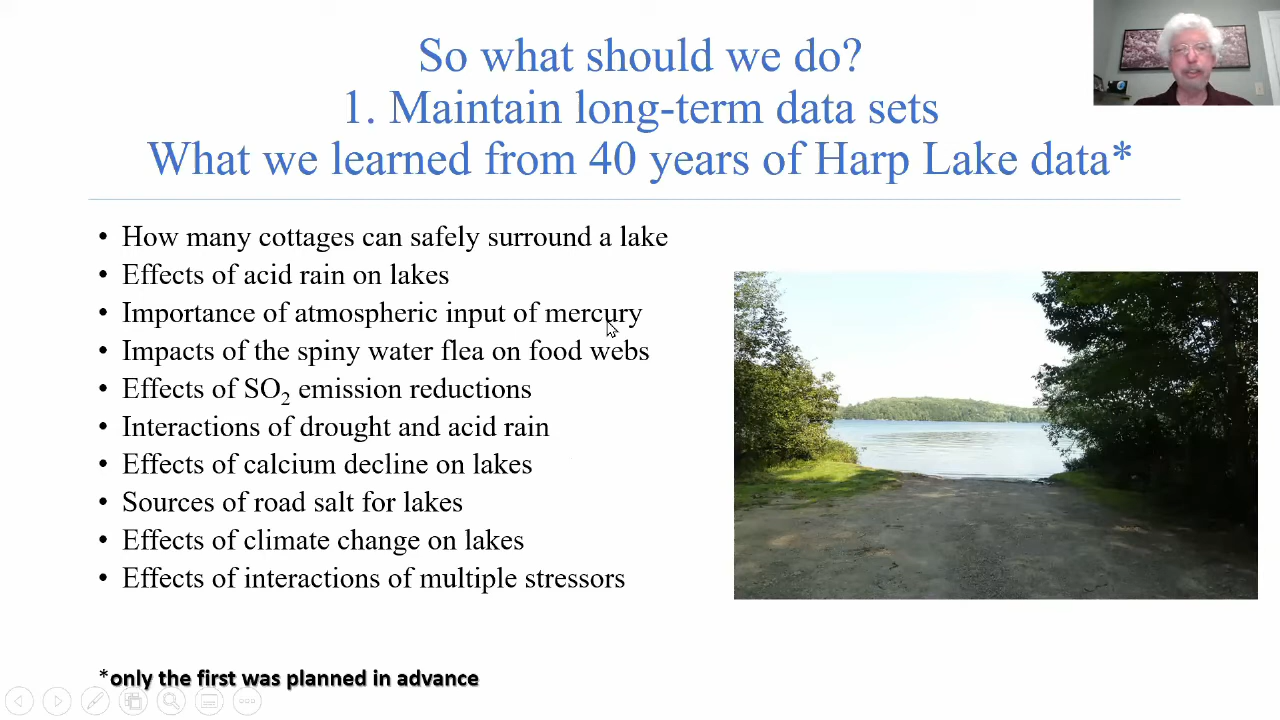 So what should we do?
1. Maintain long-term data sets
What we learned from 40 years of Harp Lake data*
• How many cottages can safely surround a lake
• Effects of acid rain on lakes
• Importance of atmospheric input of mercury
• Impacts of the spiny water flea on food webs
• Effects of SO₂ emission reductions
• Interactions of drought and acid rain
• Effects of calcium decline on lakes
• Sources of road salt for lakes
• Effects of climate change on lakes
• Effects of interactions of multiple stressors
*only the first was planned in advance